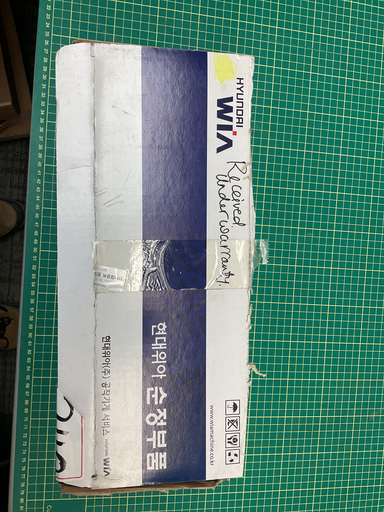 HYUNDAI
WIA
Received
Under warranty.
현대위아 순정부품
현대위아(주) 공작기계 서비스
WIA
www.wiamachine.co.kr